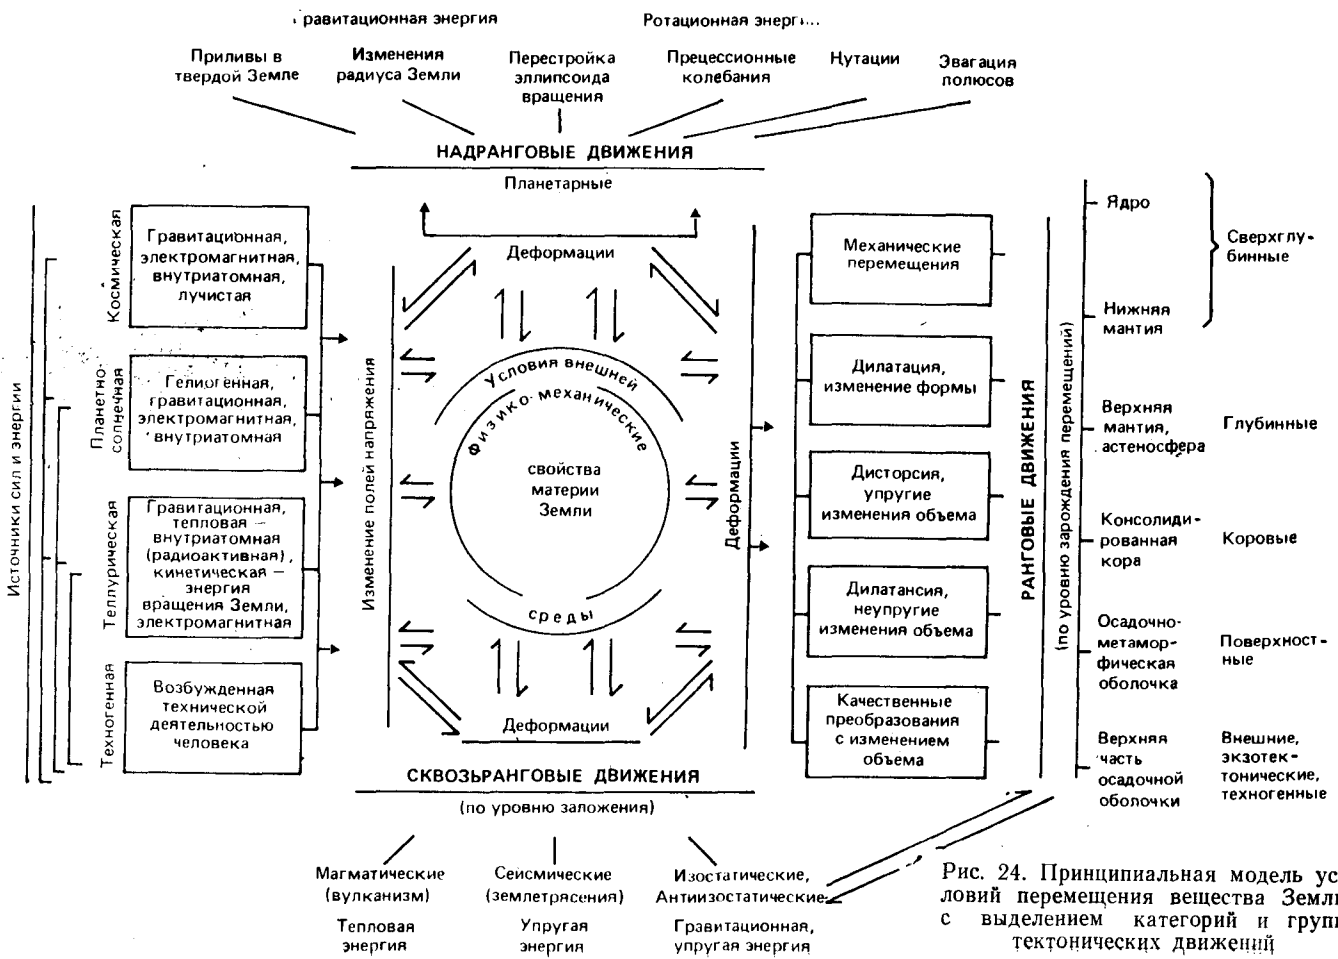 равитационная энергия
Ротационная энерг
Приливы в
твердой Земле
Изменения
радиуса Земли
Перестройка
эллипсоида
вращения
Прецессионные
колебания
Нутации
Эвагация
полюсов
НАДРАНГОВЫЕ ДВИЖЕНИЯ
Планетарные
Деформации
Источники сил и энергии
Космическая
Гравитационная,
электромагнитная,
внутриатомная,
лучистая
Планетно-
солнечная
Гелиогенная,
гравитационная,
электромагнитная,
внутриатомная
Теллурическая
Гравитационная,
тепловая —
внутриатомная
(радиоактивная),
кинетическая —
энергия
вращения Земли,
электромагнитная
Техногенная
Возбужденная
технической
деятельностью
человека
Изменение полей напряжения
Условия внешней
Физико-механические
свойства
материи
Земли
среды
Деформации
Деформации
Механические
перемещения
Дилатация,
изменение формы
Дисторсия,
упругие
изменения объема
Дилатансия,
неупругие
изменения объема
Качественные
преобразования
с изменением
объема
РАНГОВЫЕ ДВИЖЕНИЯ
(по уровню зарождения перемещений)
Ядро
Сверхглу-
бинные
Нижняя
мантия
Верхняя
мантия,
астеносфера
Глубинные
Консолиди-
рованная
кора
Коровые
Осадочно-
метамор-
фическая
оболочка
Поверхност-
ные
Верхняя
часть
осадочной
оболочки
Внешние,
экзотек-
тонические,
техногенные
СКВОЗЬРАНГОВЫЕ ДВИЖЕНИЯ
(по уровню заложения)
Магматические
(вулканизм)
Тепловая
энергия
Сейсмические
(землетрясения)
Упругая
энергия
Изостатические,
Антиизостатические
Гравитационная,
упругая энергия
Рис. 24. Принципиальная модель ус
ловий перемещения вещества Земл
с выделением категорий и груп
тектонических движений